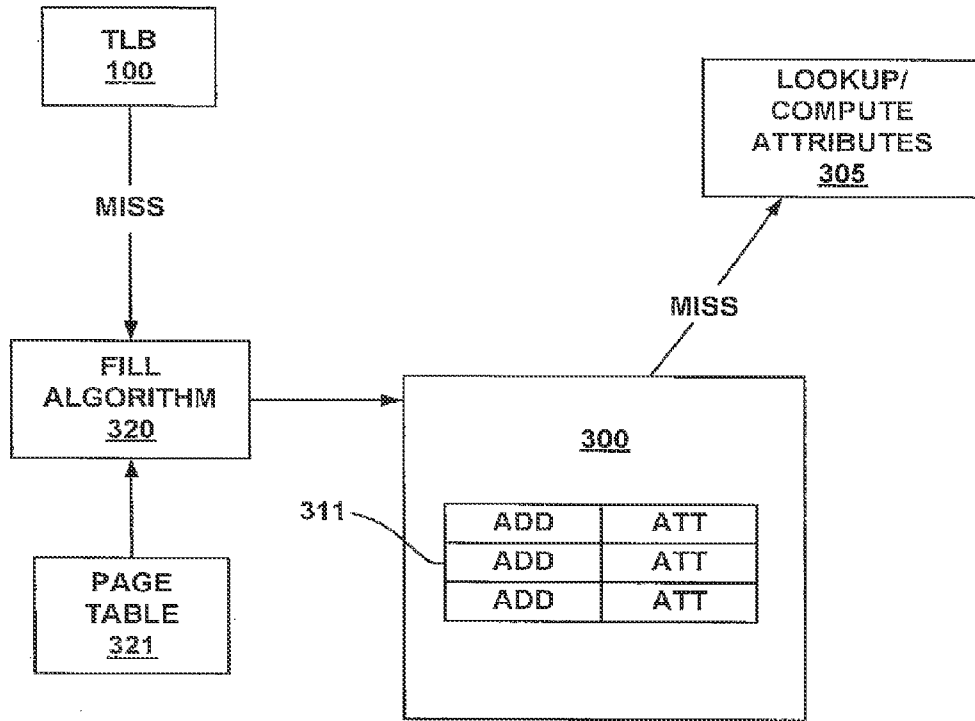 TLB
100
MISS
LOOKUP/
COMPUTE
ATTRIBUTES
305
MISS
FILL
ALGORITHM
320
300
311
ADD ATT
ADD ATT
ADD ATT
PAGE
TABLE
321